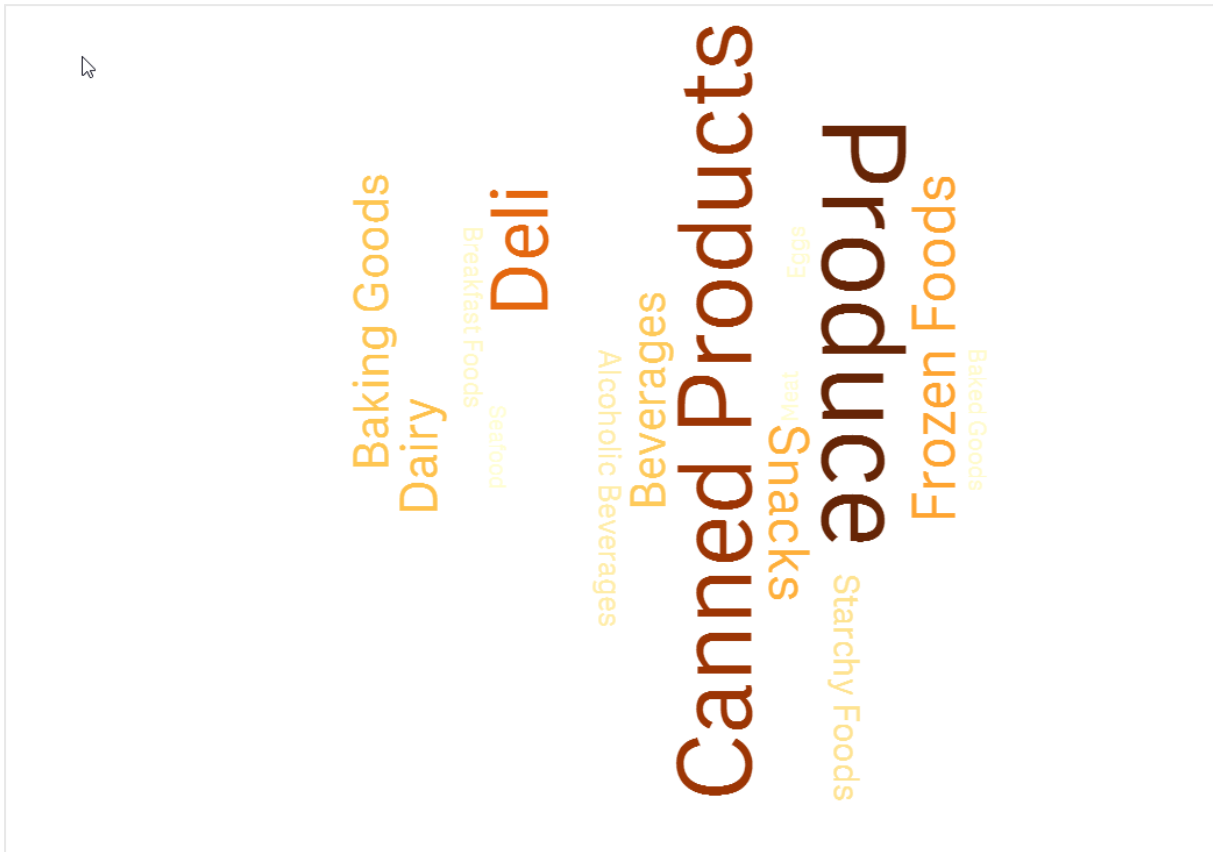 Baking Goods
Dairy
Breakfast Foods
Seafood
Deli
Alcoholic Beverages
Beverages
Canned Products
Eggs
Meat
Snacks
Produce
Starchy Foods
Frozen Foods
Baked Goods